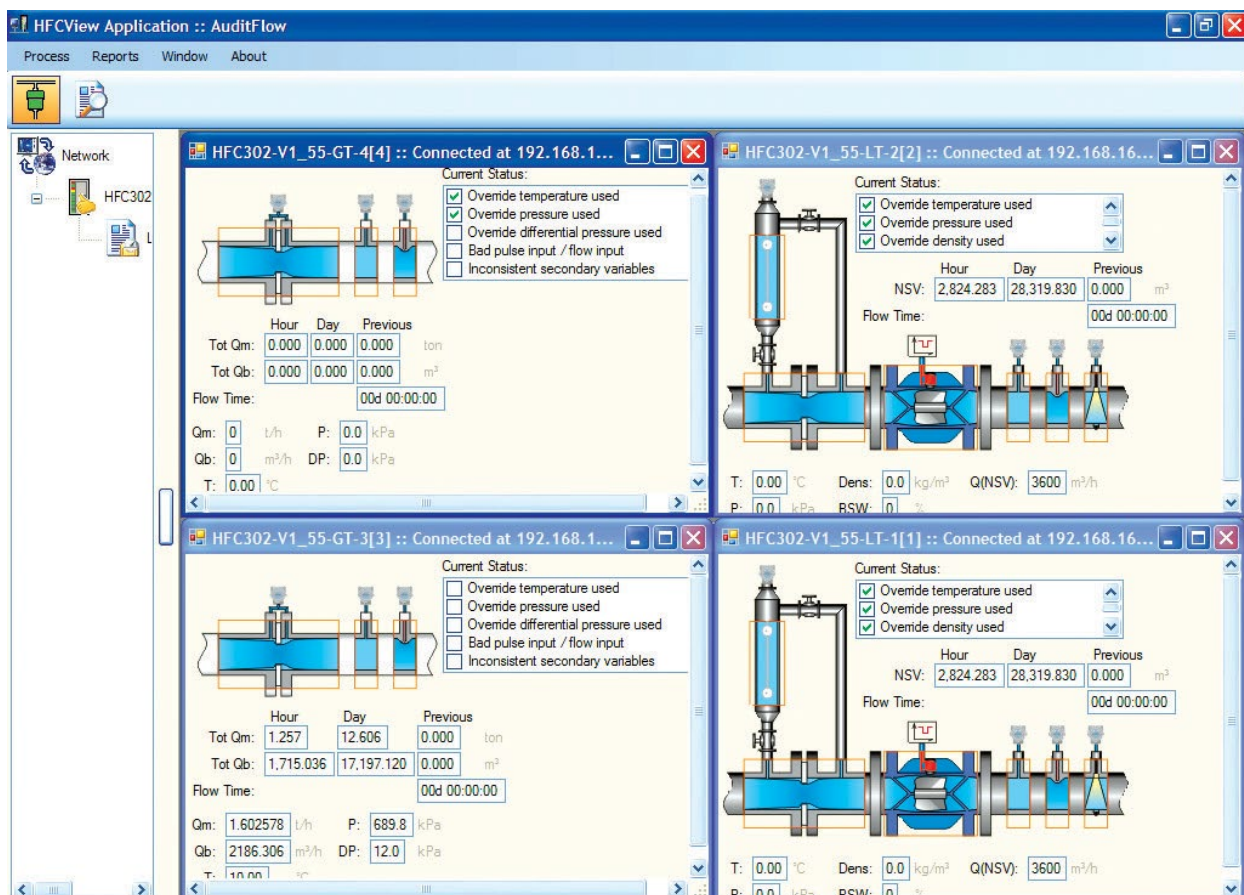 HFCView Application :: AuditFlow
Process Reports Window About
Network
HFC302
L
HFC302-V1_55-GT-4[4] :: Connected at 192.168.1...
Current Status:
Override temperature used
Override pressure used
Override differential pressure used
Bad pulse input / flow input
Inconsistent secondary variables
Hour Day Previous
Tot Qm: 0.000 0.000 0.000 ton
Tot Qb: 0.000 0.000 0.000 m³
Flow Time: 00d 00:00:00
Qm: 0 t/h P: 0.0 kPa
Qb: 0 m³/h DP: 0.0 kPa
T: 0.00 °C
HFC302-V1_55-LT-2[2] :: Connected at 192.168.16...
Current Status:
Override temperature used
Override pressure used
Override density used
Hour Day Previous
NSV: 2,824.283 28,319.830 0.000 m³
Flow Time: 00d 00:00:00
T: 0.00 °C Dens: 0.0 kg/m³ Q(NSV): 3600 m³/h
P: 0.0 kPa BSW: 0 %
HFC302-V1_55-GT-3[3] :: Connected at 192.168.1...
Current Status:
Override temperature used
Override pressure used
Override differential pressure used
Bad pulse input / flow input
Inconsistent secondary variables
Hour Day Previous
Tot Qm: 1.257 12.606 0.000 ton
Tot Qb: 1,715.036 17,197.120 0.000 m³
Flow Time: 00d 00:00:00
Qm: 1.602578 t/h P: 689.8 kPa
Qb: 2186.306 m³/h DP: 12.0 kPa
T: 10.00 °C
HFC302-V1_55-LT-1[1] :: Connected at 192.168.16...
Current Status:
Override temperature used
Override pressure used
Override density used
Hour Day Previous
NSV: 2,824.283 28,319.830 0.000 m³
Flow Time: 00d 00:00:00
T: 0.00 °C Dens: 0.0 kg/m³ Q(NSV): 3600 m³/h
P: 0.0 kPa BSW: 0 %